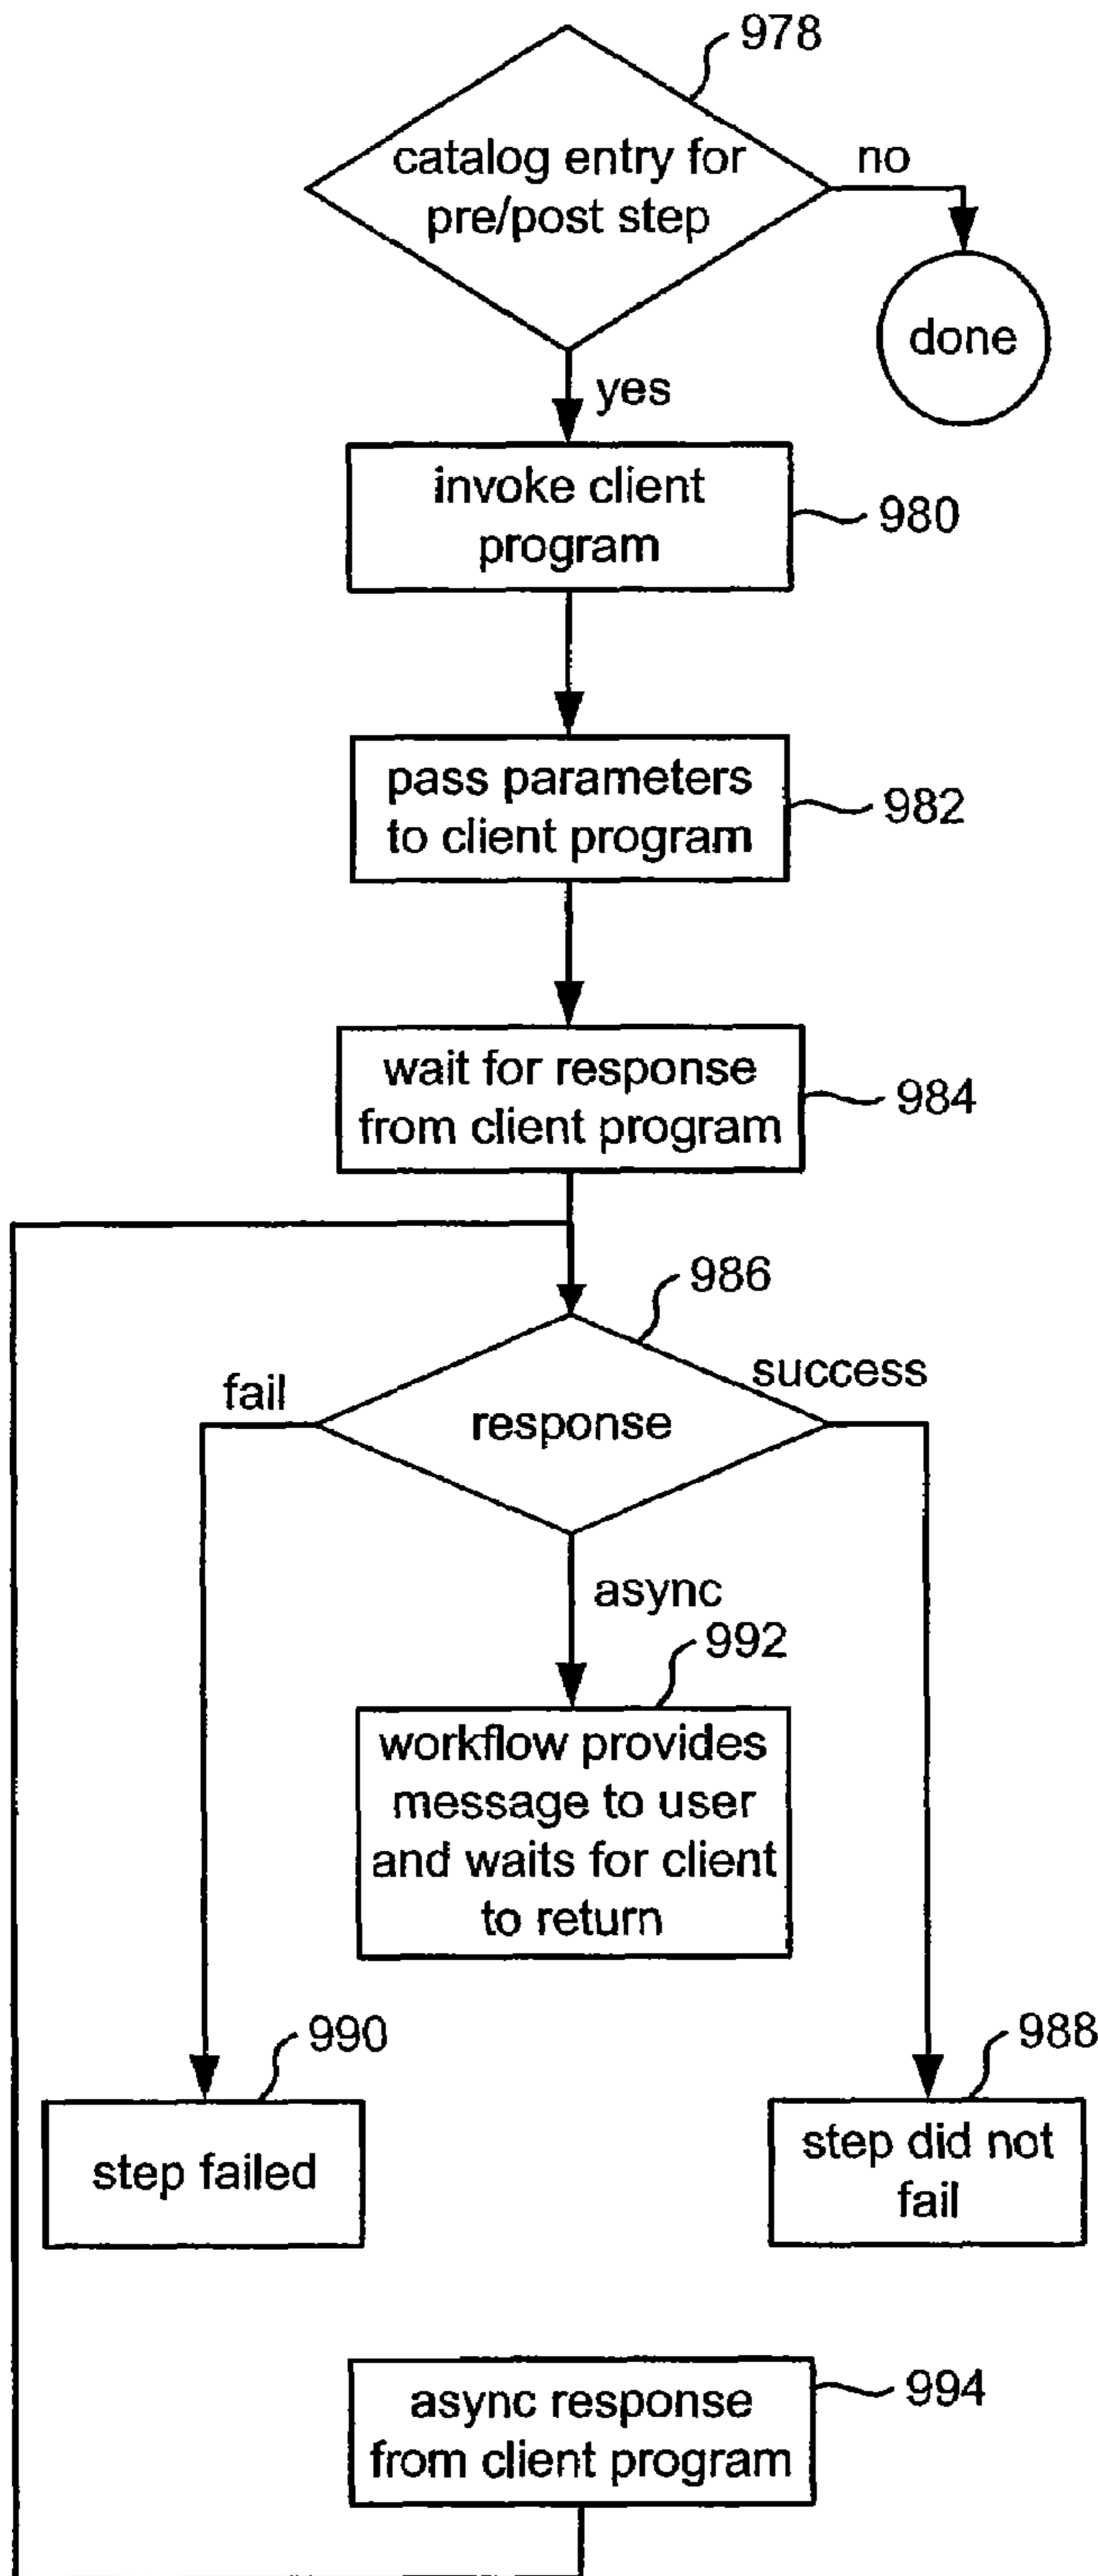 978
catalog entry for
pre/post step
no
done
yes
invoke client
program
980
pass parameters
to client program
982
wait for response
from client program
984
986
fail
success
response
async
992
workflow provides
message to user
and waits for client
to return
990
988
step failed
step did not
fail
async response
from client program
994